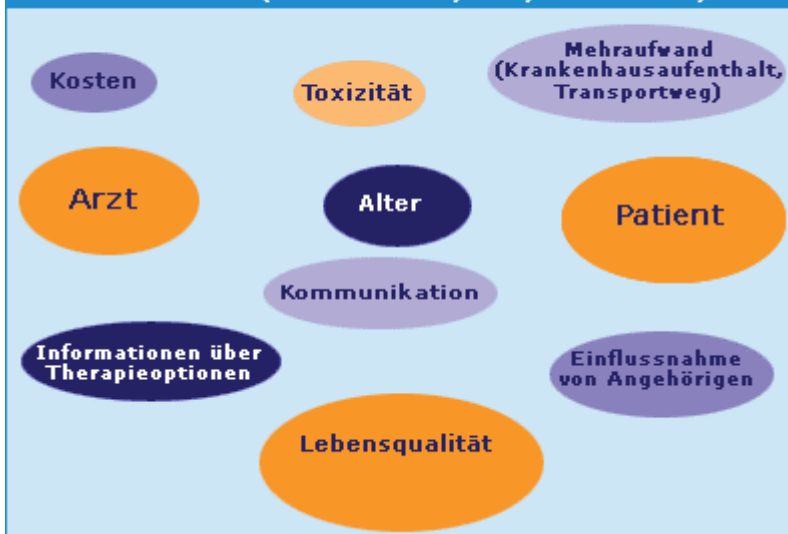 Kosten
Toxizität
Mehraufwand
(Krankenhausaufenthalt,
Transportweg)
Arzt
Alter
Patient
Kommunikation
Informationen über
Therapieoptionen
Einflussnahme
von Angehörigen
Lebensqualität